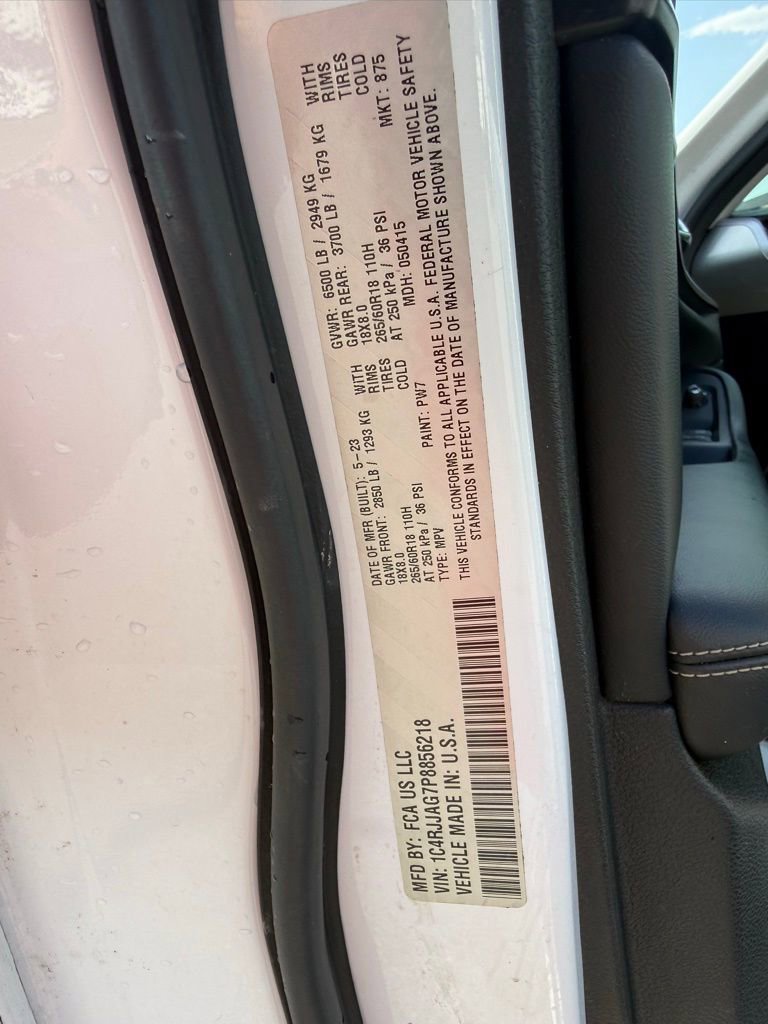 MFD BY: FCA US LLC
VIN: 1C4RJJAG7P8856218
VEHICLE MADE IN: U.S.A.
DATE OF MFR (BUILT): 5-23 GVWR: 6500 LB / 2949 KG
GAWR FRONT: 2850 LB / 1293 KG WITH GAWR REAR: 3700 LB / 1679 KG WITH
18X8.0 RIMS 18X8.0 RIMS
265/60R18 110H TIRES 265/60R18 110H TIRES
AT 250 kPa / 36 PSI COLD AT 250 kPa / 36 PSI COLD
TYPE: MPV PAINT: PW7 MDH: 050415 MKT: 875
THIS VEHICLE CONFORMS TO ALL APPLICABLE U.S.A. FEDERAL MOTOR VEHICLE SAFETY
STANDARDS IN EFFECT ON THE DATE OF MANUFACTURE SHOWN ABOVE.